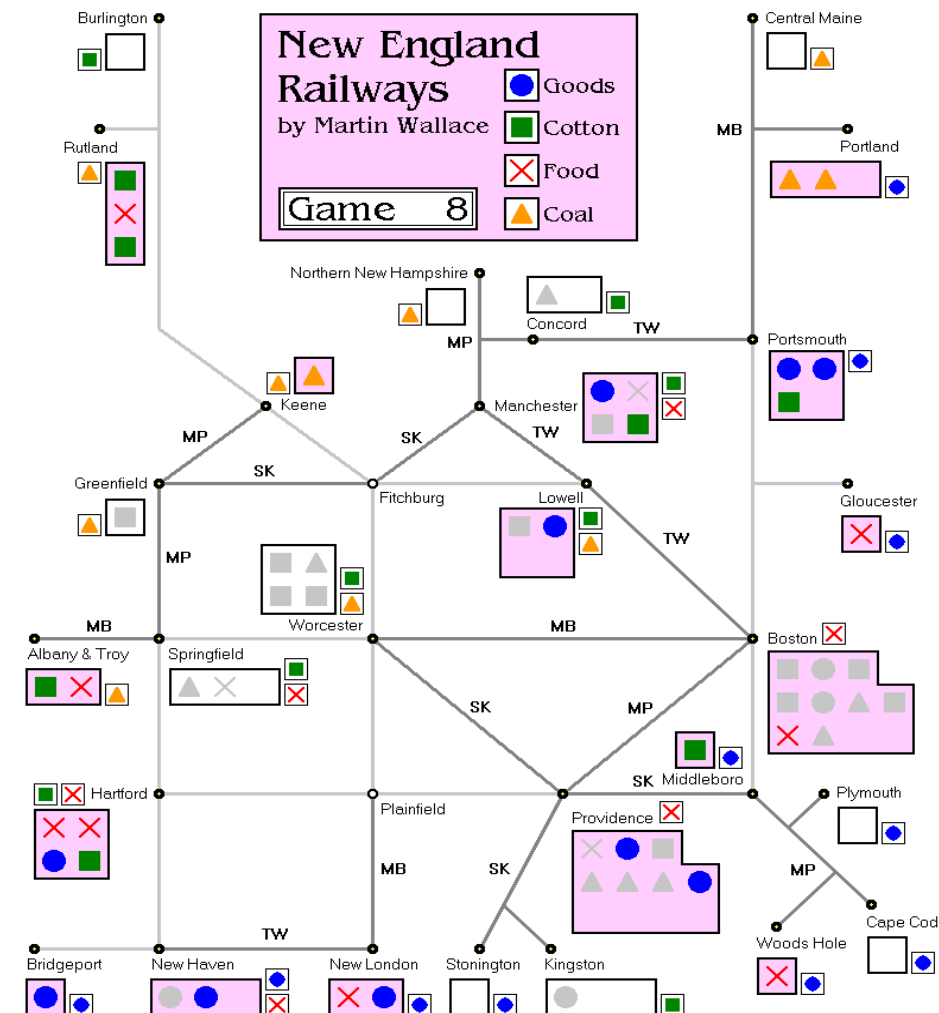 Burlington
Central Maine
New England
Railways
by Martin Wallace
Goods
Cotton
Food
Coal
Game 8
Rutland
MB
Portland
Northern New Hampshire
Concord
TW
MP
Portsmouth
Keene
Manchester
MP
SK
TW
Greenfield
SK
Fitchburg
Lowell
Gloucester
MP
TW
Worcester
MB
MB
Boston
Albany & Troy
Springfield
SK
MP
SK
Middleboro
Hartford
Plainfield
Providence
Plymouth
MB
SK
MP
TW
Cape Cod
Woods Hole
Bridgeport
New Haven
New London
Stonington
Kingston